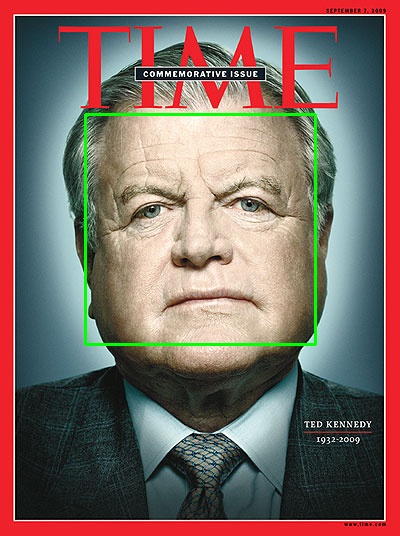 SEPTEMBER 7, 2009
TIME
COMMEMORATIVE ISSUE
TED KENNEDY
1932-2009
www.time.com